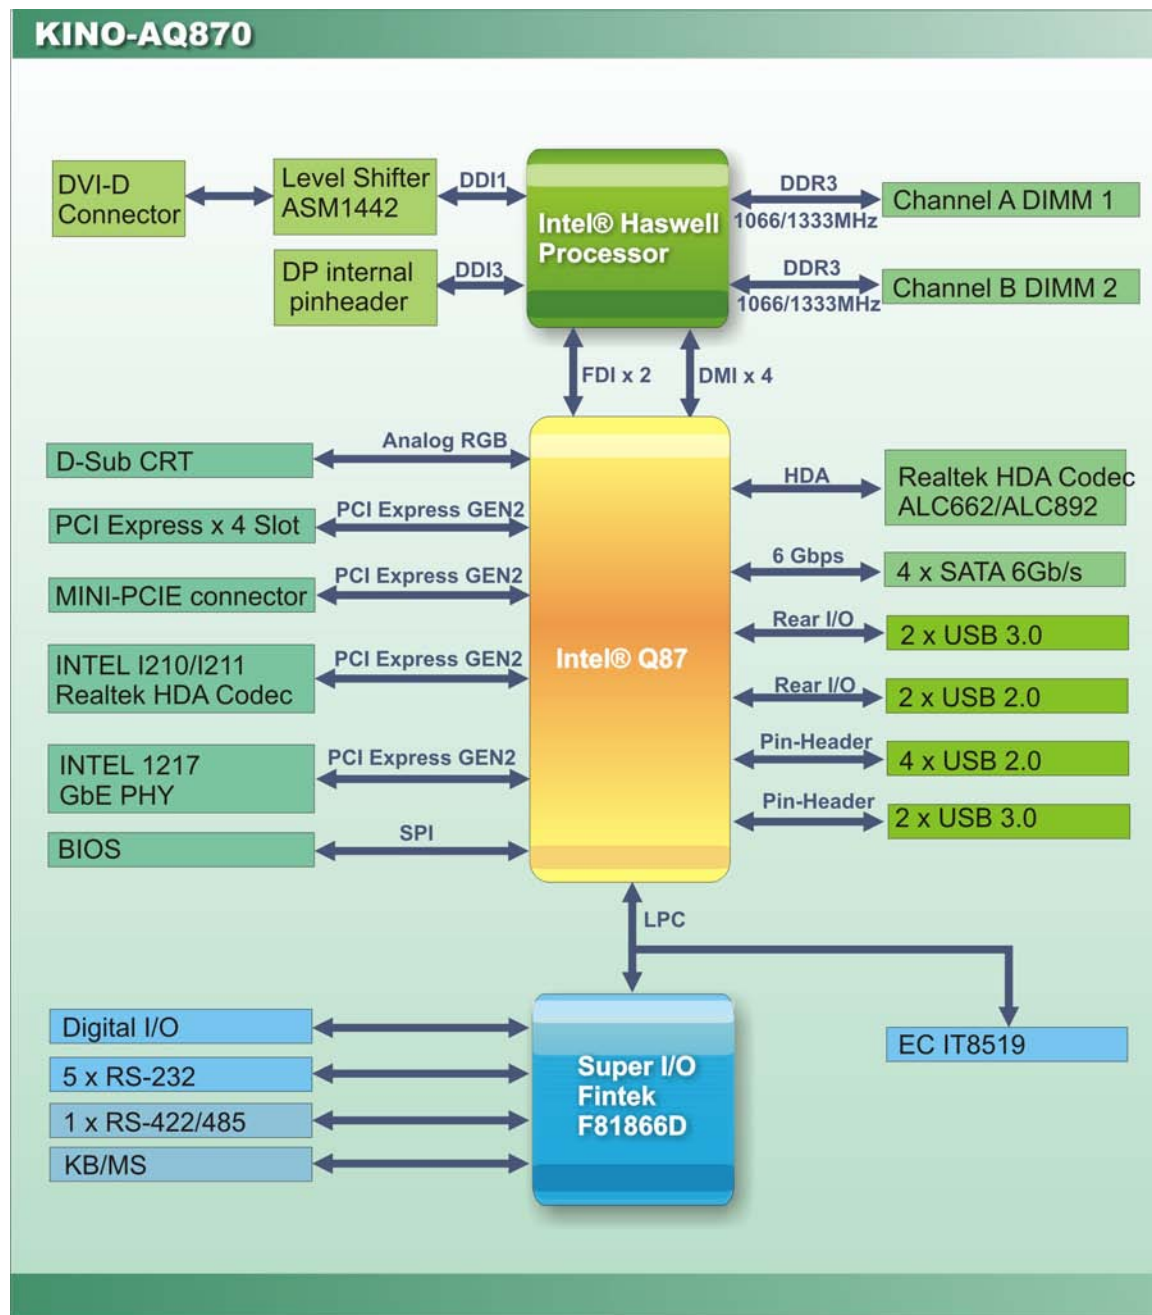 KINO-AQ870
DVI-D
Connector
Level Shifter
ASM1442
DDI1
Intel® Haswell
Processor
DDR3
1066/1333MHz
Channel A DIMM 1
DP internal
pinheader
DDI3
DDR3
1066/1333MHz
Channel B DIMM 2
FDI x 2
DMI x 4
D-Sub CRT
Analog RGB
PCI Express x 4 Slot
PCI Express GEN2
MINI-PCIE connector
PCI Express GEN2
INTEL I210/I211
Realtek HDA Codec
PCI Express GEN2
INTEL 1217
GbE PHY
PCI Express GEN2
BIOS
SPI
Intel® Q87
HDA
Realtek HDA Codec
ALC662/ALC892
6 Gbps
4 x SATA 6Gb/s
Rear I/O
2 x USB 3.0
Rear I/O
2 x USB 2.0
Pin-Header
4 x USB 2.0
Pin-Header
2 x USB 3.0
LPC
Digital I/O
5 x RS-232
1 x RS-422/485
KB/MS
Super I/O
Fintek
F81866D
EC IT8519